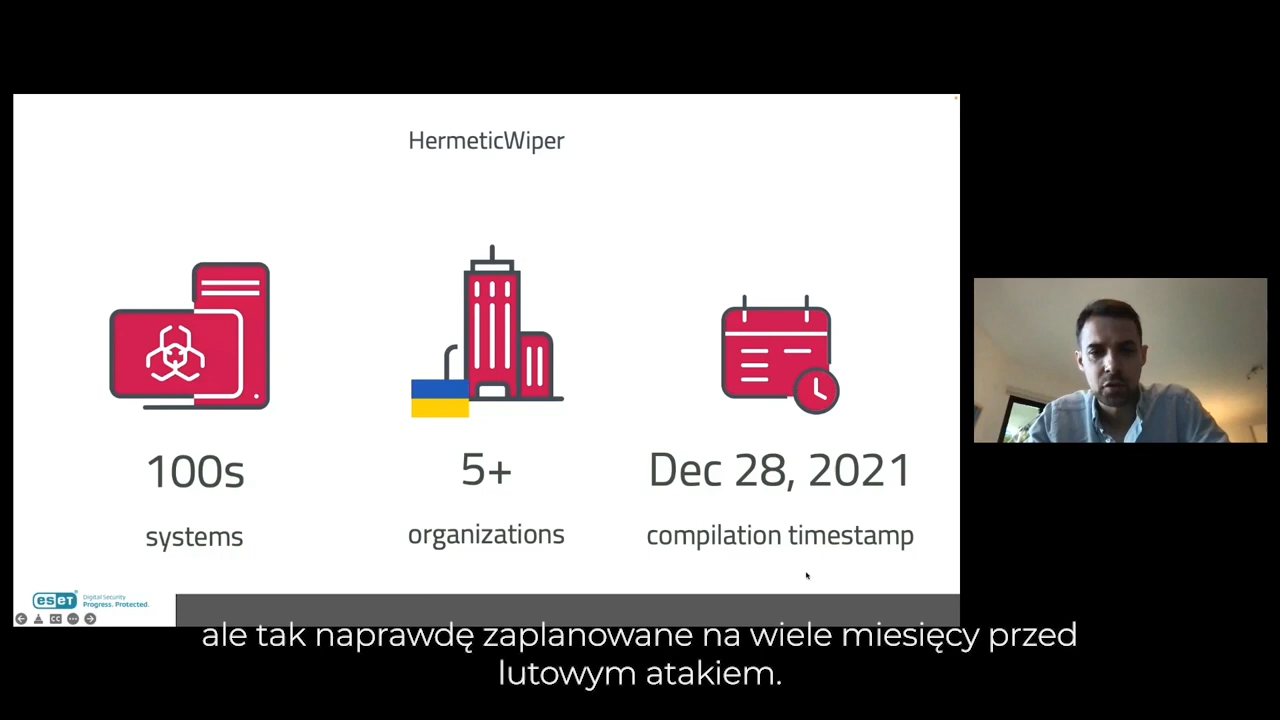 HermeticWiper
100s
systems
5+
organizations
Dec 28, 2021
compilation timestamp
eseT
Digital Security
Progress. Protected.
CC
ale tak naprawdę zaplanowane na wiele miesięcy przed
lutowym atakiem.